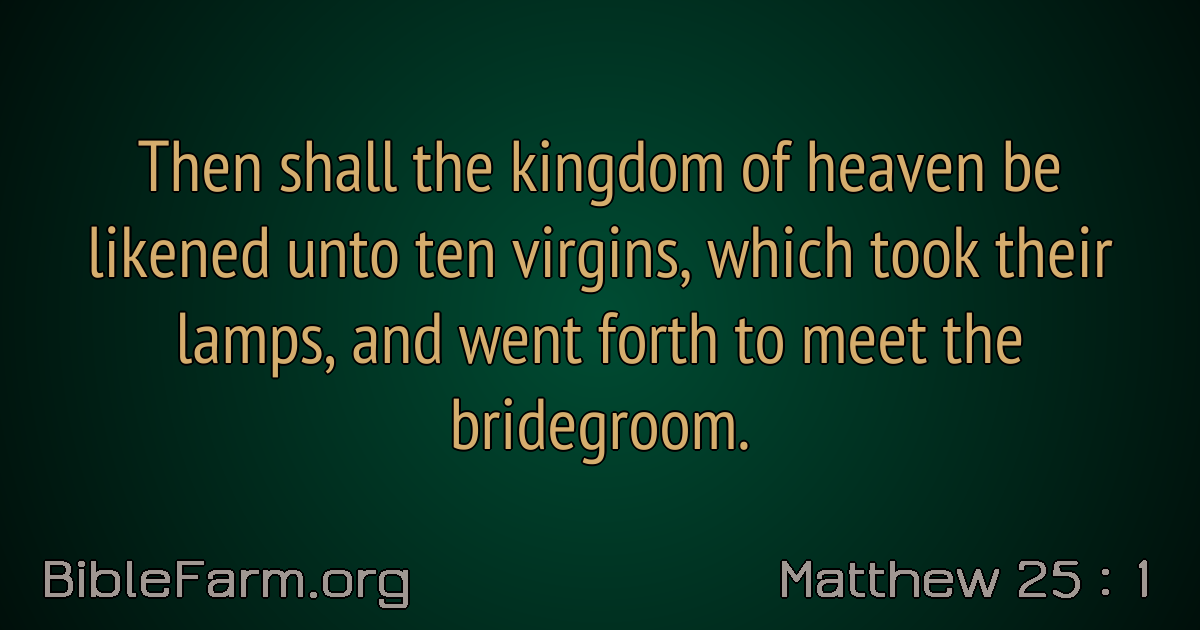 Then shall the kingdom of heaven be
likened unto ten virgins, which took their
lamps, and went forth to meet the
bridegroom.
BibleFarm.org
Matthew 25 : 1